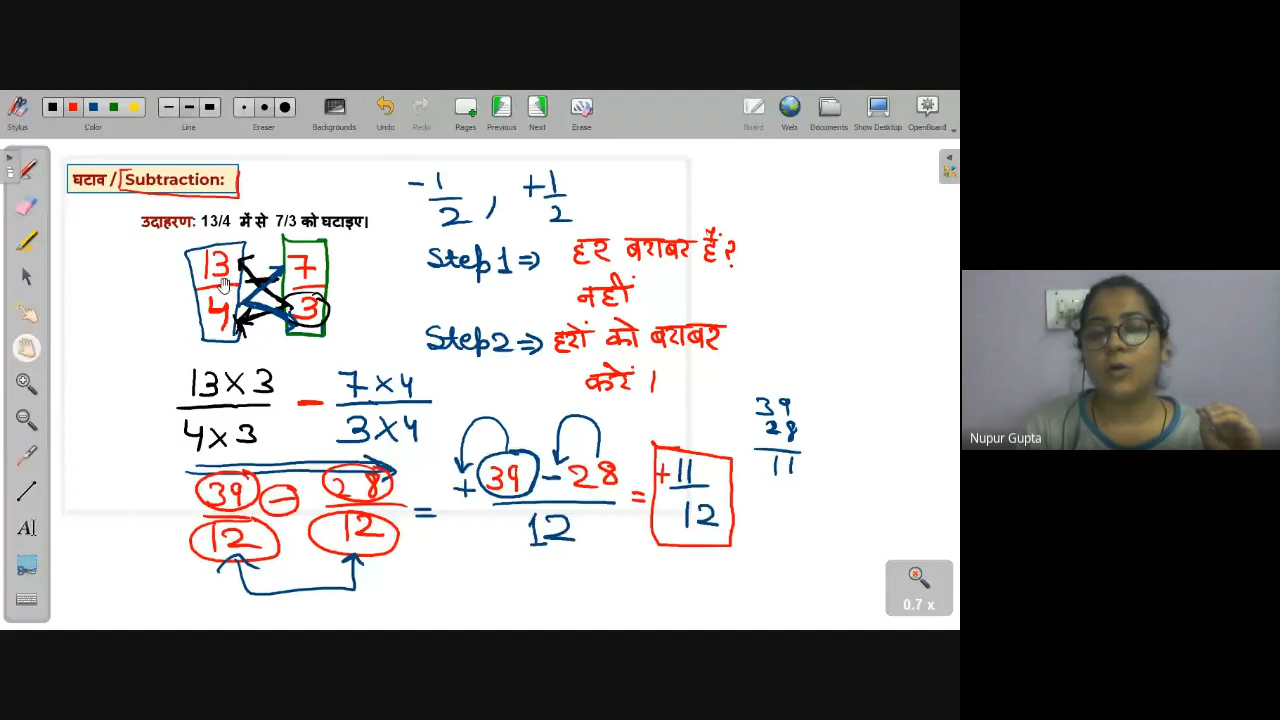 Stylus
Color
Line
Eraser
Backgrounds
Undo
Redo
Pages
Previous
Next
Erase
Board
Web
Documents
Show Desktop
OpenBoard
घटाव / Subtraction:
उदाहरण: 13/4 में से 7/3 को घटाइए।
-1/2 , +1/2
13/4 7/3
Step 1 ⇒ हर बराबर हैं?
नहीं
Step 2 ⇒ हरों को बराबर
करें।
13 × 3 / 4 × 3 - 7 × 4 / 3 × 4
39/12 - 28/12 = + 39 - 28 / 12 = + 11/12
39
28
11
Nupur Gupta
0.7 x